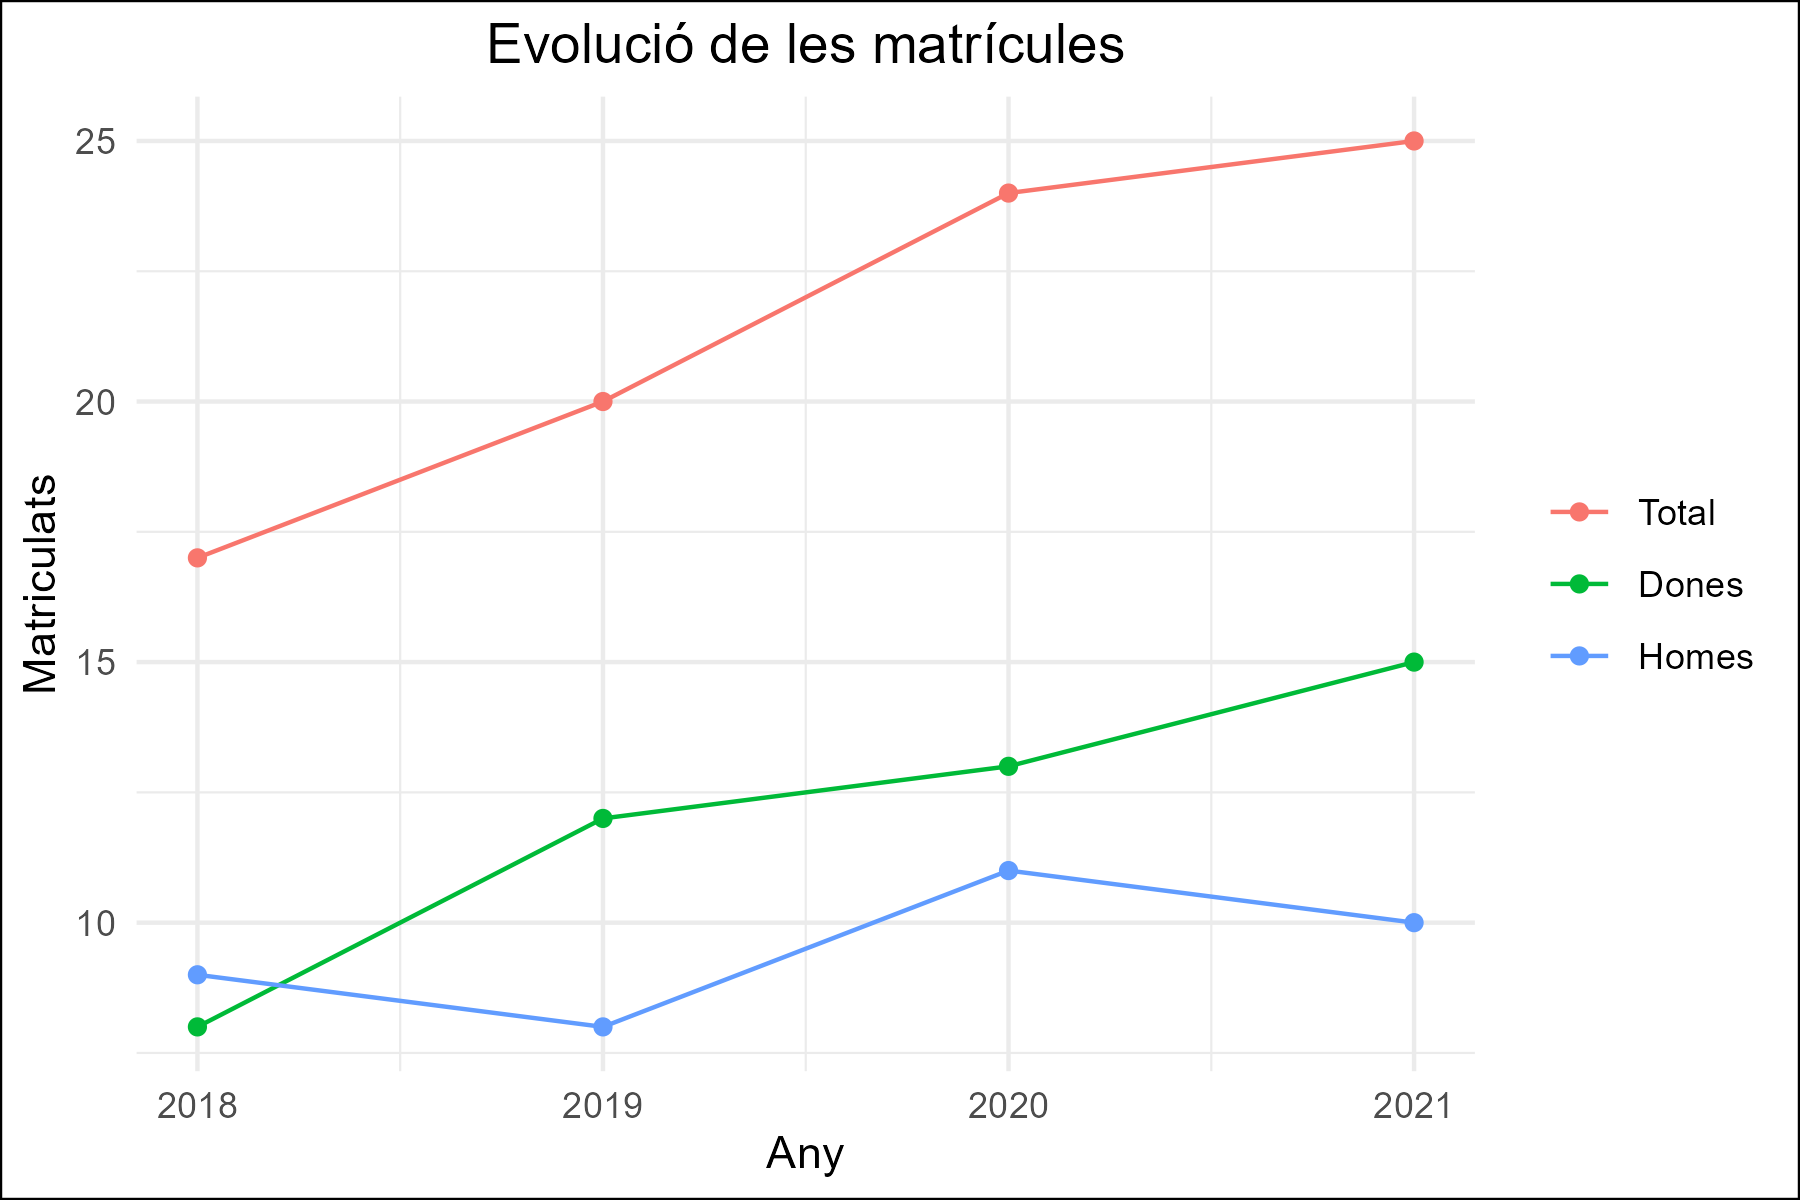 Evolució de les matrícules
25
20
15
10
Matriculats
2018
2019
2020
2021
Any
Total
Dones
Homes